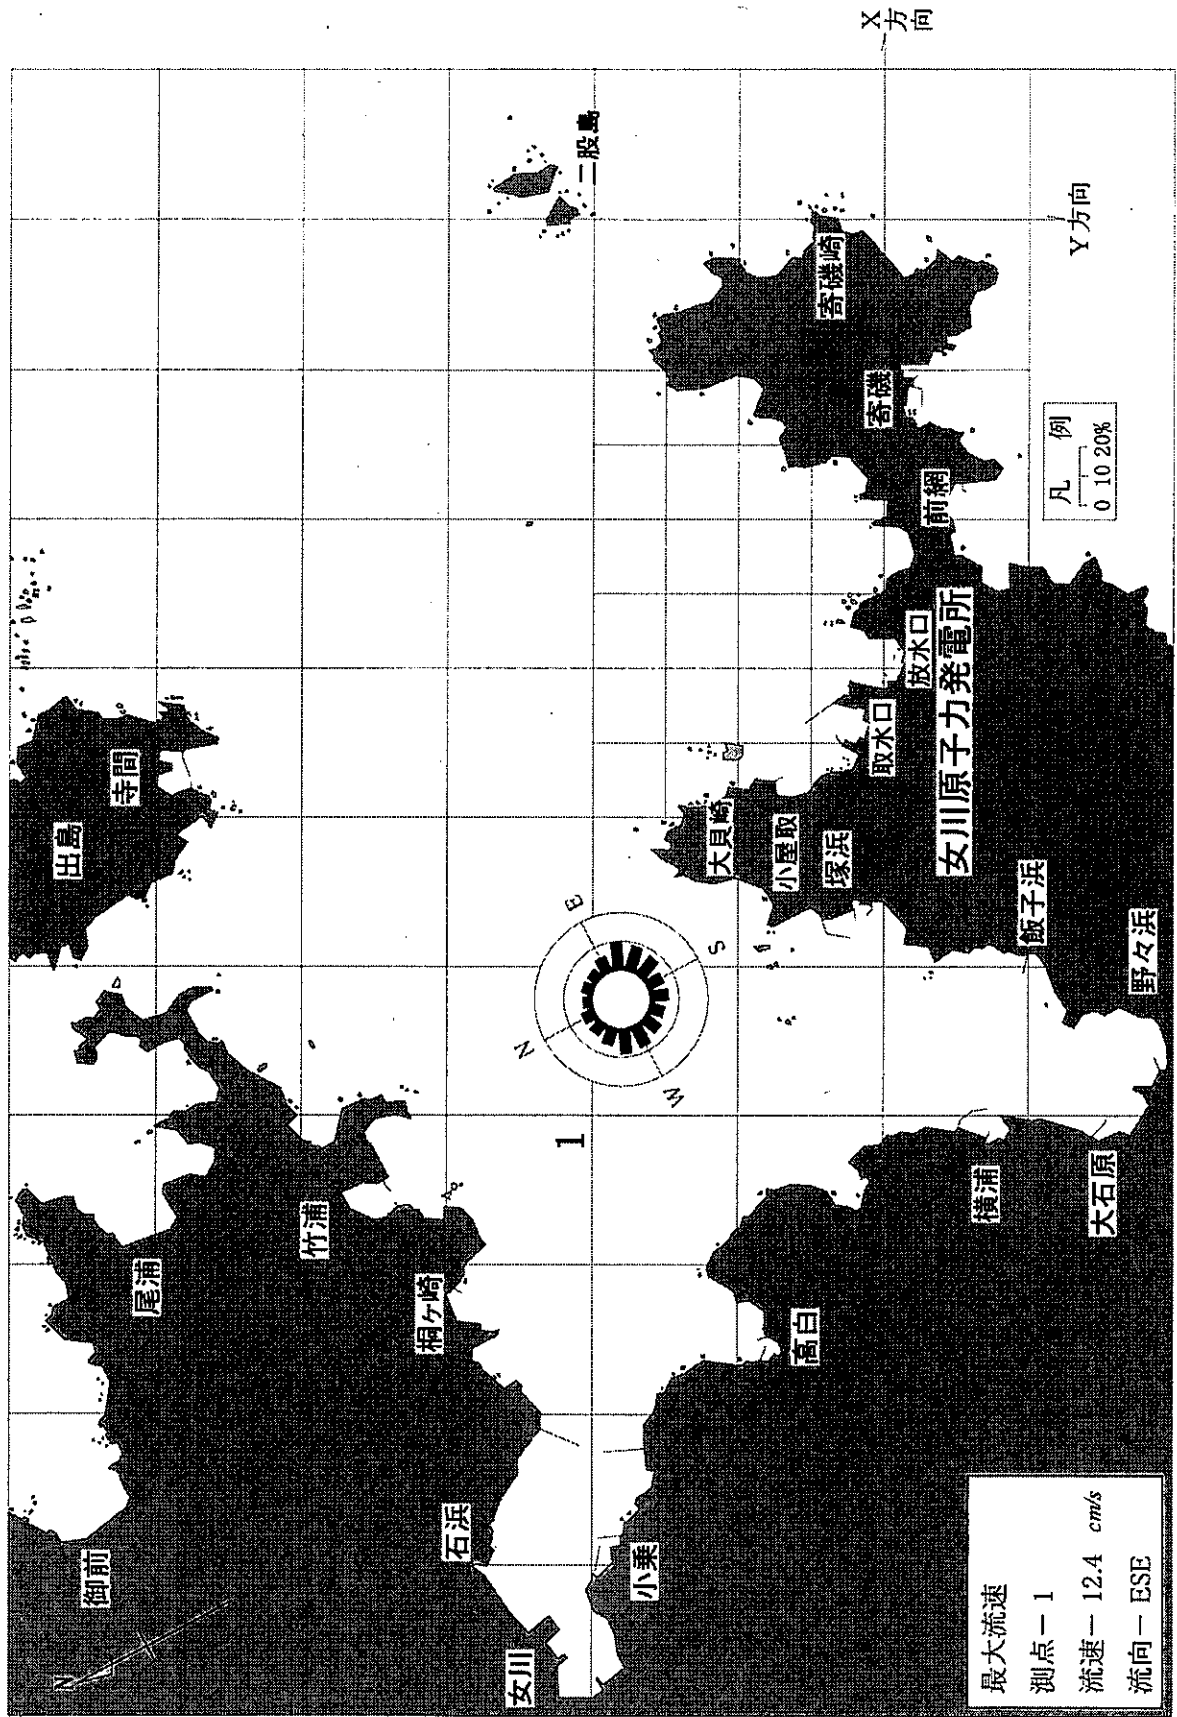 N
御前
尾浦
竹浦
桐ヶ崎
石浜
女川
小乗
高白
横浦
大石原
野々浜
飯子浜
塚浜
小屋取
大貝崎
出島
寺間
二股島
取水口
放水口
女川原子力発電所
前網
寄磯
寄磯崎
1
N
E
S
W
X方向
Y方向
凡 例
0 10 20%
最大流速
測点－1
流速－12.4 cm/s
流向－ESE